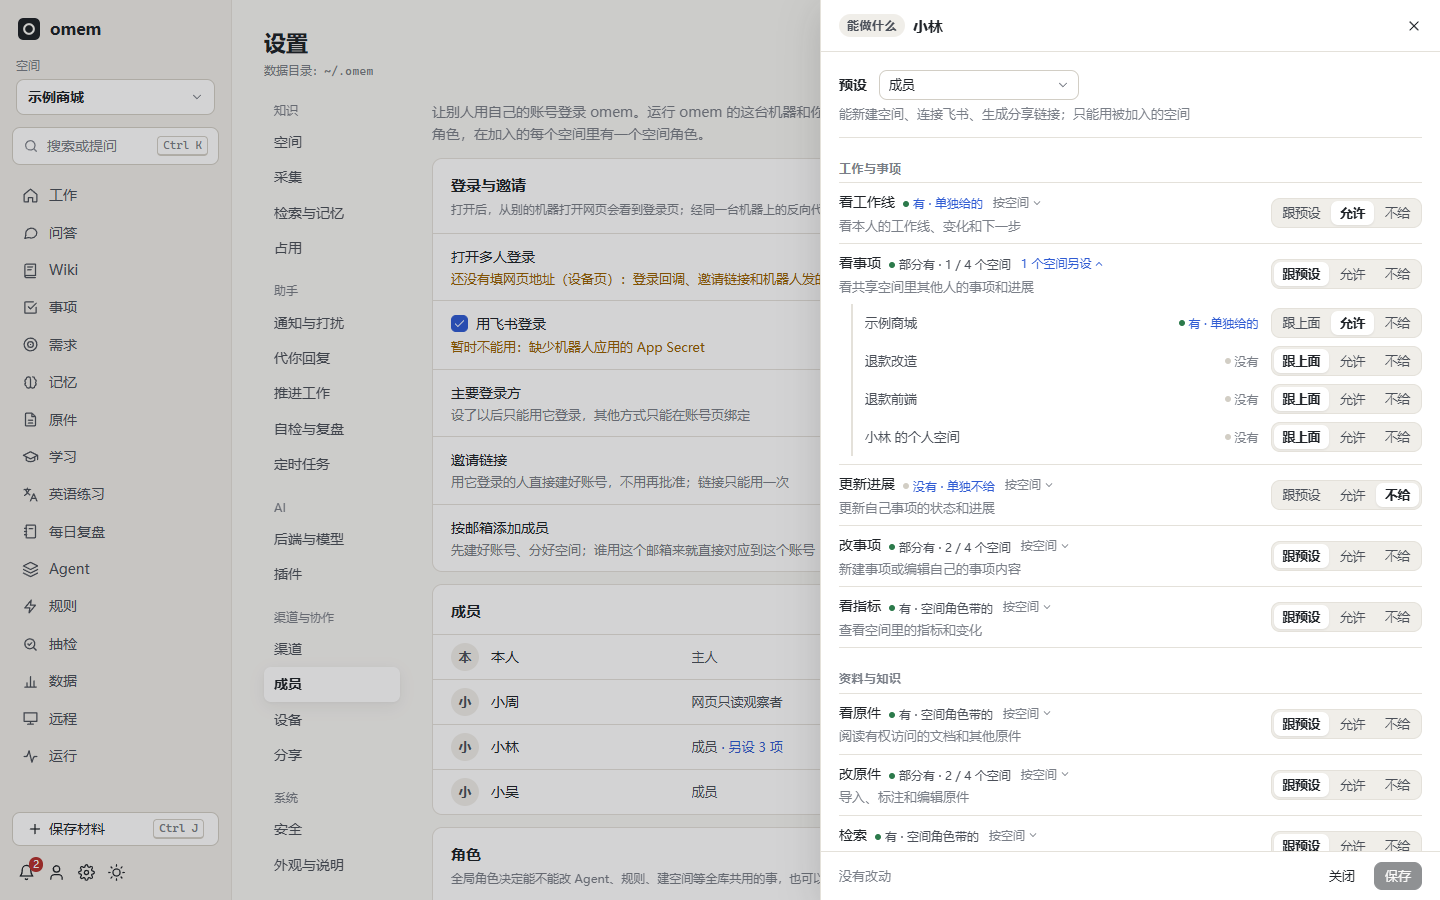 omem
空间
示例商城
搜索或提问
Ctrl K
工作
问答
Wiki
事项
需求
记忆
原件
学习
英语练习
每日复盘
Agent
规则
抽检
数据
远程
运行
保存材料
Ctrl J
2
设置
数据目录：~/.omem
知识
空间
采集
检索与记忆
占用
助手
通知与打扰
代你回复
推进工作
自检与复盘
定时任务
AI
后端与模型
插件
渠道与协作
渠道
成员
设备
分享
系统
安全
外观与说明
让别人用自己的账号登录 omem。运行 omem 的这台机器和你
角色，在加入的每个空间里有一个空间角色。
登录与邀请
打开后，从别的机器打开网页会看到登录页；经同一台机器上的反向代
打开多人登录
还没有填网页地址（设备页）：登录回调、邀请链接和机器人发的
用飞书登录
暂时不能用：缺少机器人应用的 App Secret
主要登录方
设了以后只能用它登录，其他方式只能在账号页绑定
邀请链接
用它登录的人直接建好账号，不用再批准；链接只能用一次
按邮箱添加成员
先建好账号、分好空间；谁用这个邮箱来就直接对应到这个账号
成员
本 本人 主人
小 小周 网页只读观察者
小 小林 成员 · 另设 3 项
小 小吴 成员
角色
全局角色决定能不能改 Agent、规则、建空间等全库共用的事，也可以
能做什么 小林
预设 成员
能新建空间、连接飞书、生成分享链接；只能用被加入的空间
工作与事项
看工作线 有 · 单独给的 按空间
看本人的工作线、变化和下一步
跟预设 允许 不给
看事项 部分有 · 1 / 4 个空间 1 个空间另设
看共享空间里其他人的事项和进展
跟预设 允许 不给
示例商城 有 · 单独给的 跟上面 允许 不给
退款改造 没有 跟上面 允许 不给
退款前端 没有 跟上面 允许 不给
小林 的个人空间 没有 跟上面 允许 不给
更新进展 没有 · 单独不给 按空间
更新自己事项的状态和进展
跟预设 允许 不给
改事项 部分有 · 2 / 4 个空间 按空间
新建事项或编辑自己的事项内容
跟预设 允许 不给
看指标 有 · 空间角色带的 按空间
查看空间里的指标和变化
跟预设 允许 不给
资料与知识
看原件 有 · 空间角色带的 按空间
阅读有权访问的文档和其他原件
跟预设 允许 不给
改原件 部分有 · 2 / 4 个空间 按空间
导入、标注和编辑原件
跟预设 允许 不给
检索 有 · 空间角色带的 按空间
跟预设 允许 不给
没有改动
关闭
保存